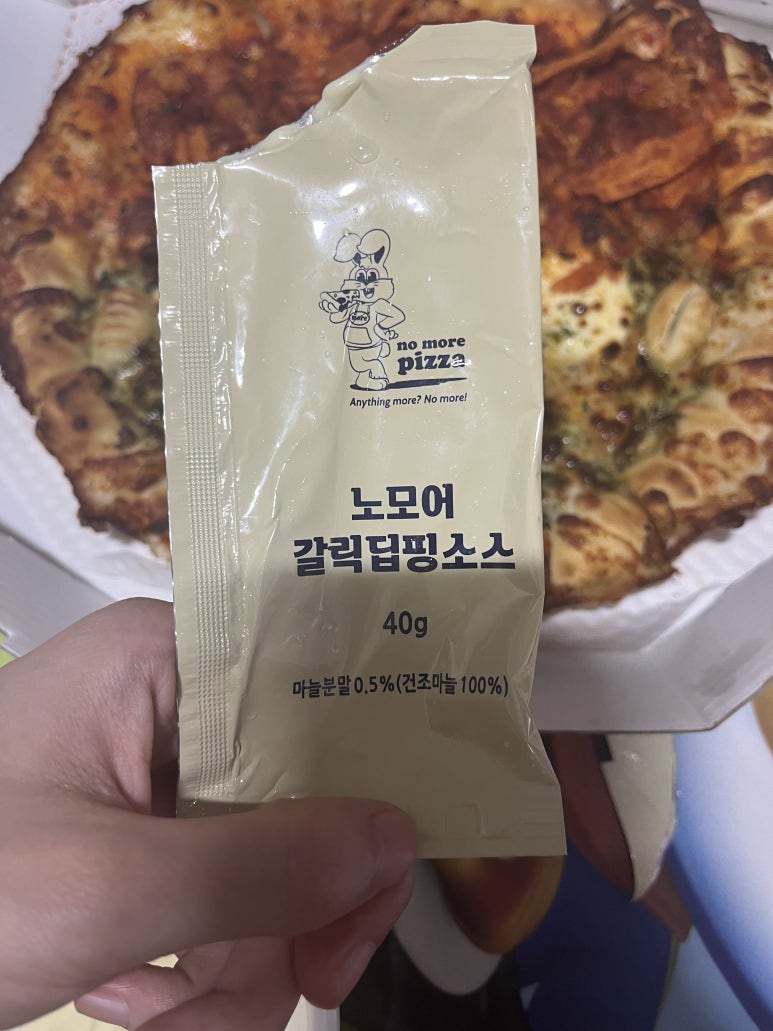 more
no more
pizza
Anything more? No more!
노모어
갈릭딥핑소스
40g
마늘분말 0.5%(건조마늘 100%)